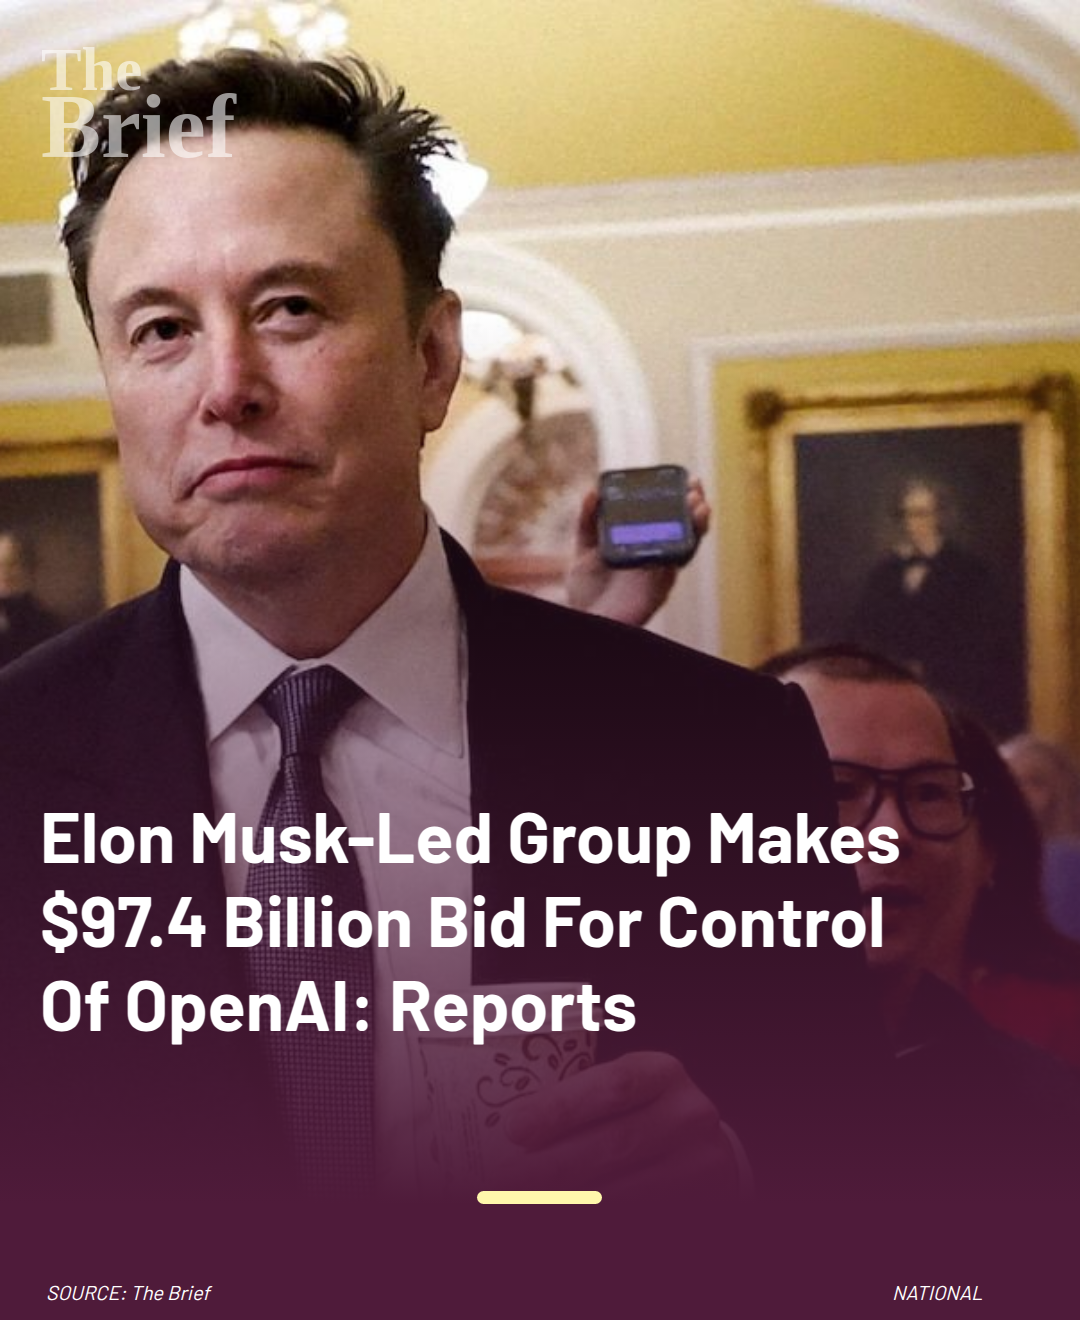 The
Brief
Elon Musk-Led Group Makes
$97.4 Billion Bid For Control
Of OpenAI: Reports
SOURCE: The Brief
NATIONAL